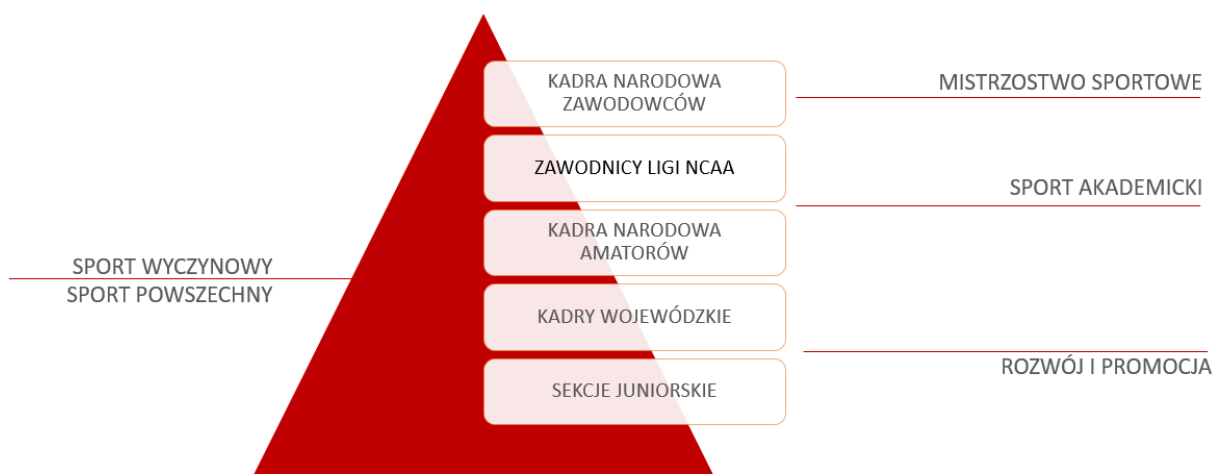 KADRA NARODOWA
ZAWODOWCÓW
MISTRZOSTWO SPORTOWE
ZAWODNICY LIGI NCAA
SPORT AKADEMICKI
KADRA NARODOWA
AMATORÓW
SPORT WYCZYNOWY
SPORT POWSZECHNY
KADRY WOJEWÓDZKIE
ROZWÓJ I PROMOCJA
SEKCJE JUNIORSKIE